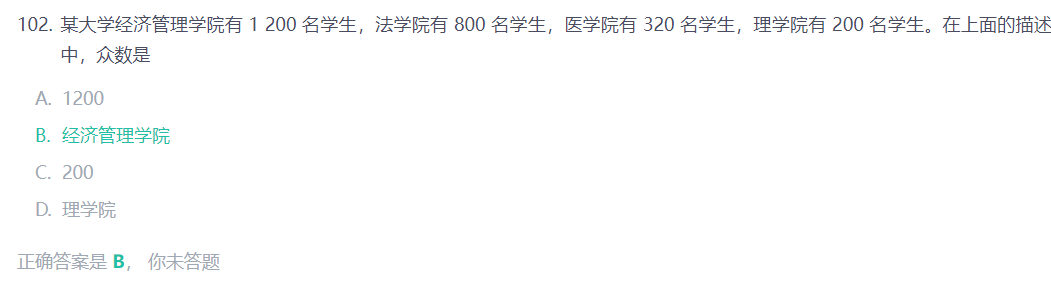 102. 某大学经济管理学院有 1 200 名学生，法学院有 800 名学生，医学院有 320 名学生，理学院有 200 名学生。在上面的描述
中，众数是
A. 1200
B. 经济管理学院
C. 200
D. 理学院
正确答案是 B， 你未答题